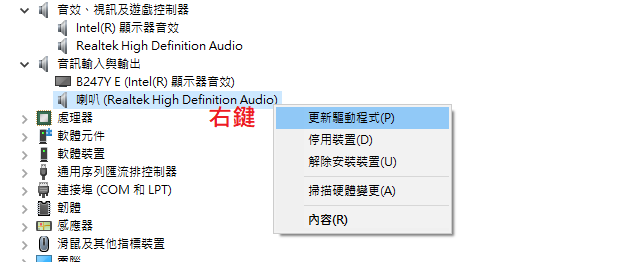 音效、視訊及遊戲控制器
Intel(R) 顯示器音效
Realtek High Definition Audio
音訊輸入與輸出
B247Y E (Intel(R) 顯示器音效)
喇叭 (Realtek High Definition Audio)
右鍵
更新驅動程式(P)
停用裝置(D)
解除安裝裝置(U)
掃描硬體變更(A)
內容(R)
處理器
軟體元件
軟體裝置
通用序列匯流排控制器
連接埠 (COM 和 LPT)
韌體
感應器
滑鼠及其他指標裝置
電腦